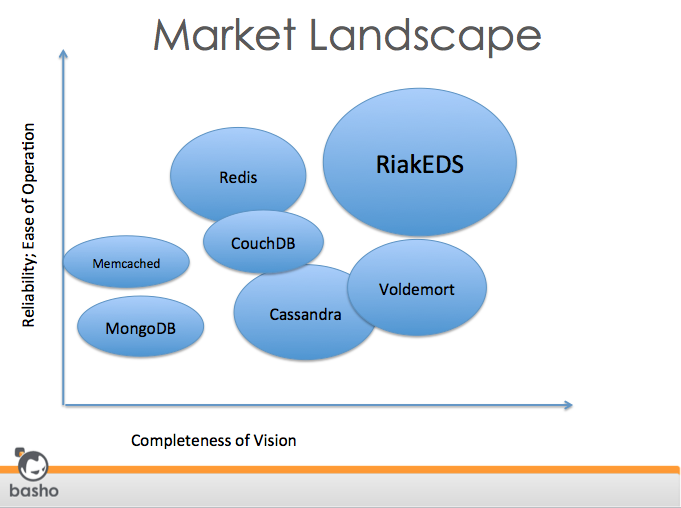 Market Landscape
Reliability; Ease of Operation
RiakEDS
Redis
CouchDB
Memcached
Voldemort
Cassandra
MongoDB
Completeness of Vision
basho